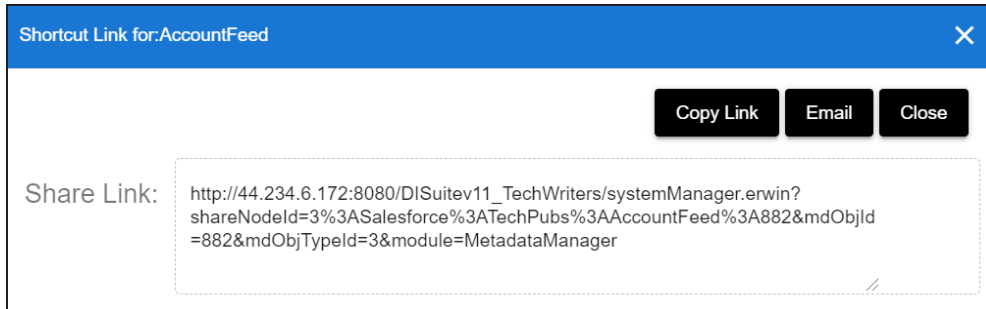 Shortcut Link for:AccountFeed
Copy Link Email Close
Share Link:
http://44.234.6.172:8080/DISuitev11_TechWriters/systemManager.erwin?
shareNodeId=3%3ASalesforce%3ATechPubs%3AAccountFeed%3A882&mdObjId
=882&mdObjTypeId=3&module=MetadataManager